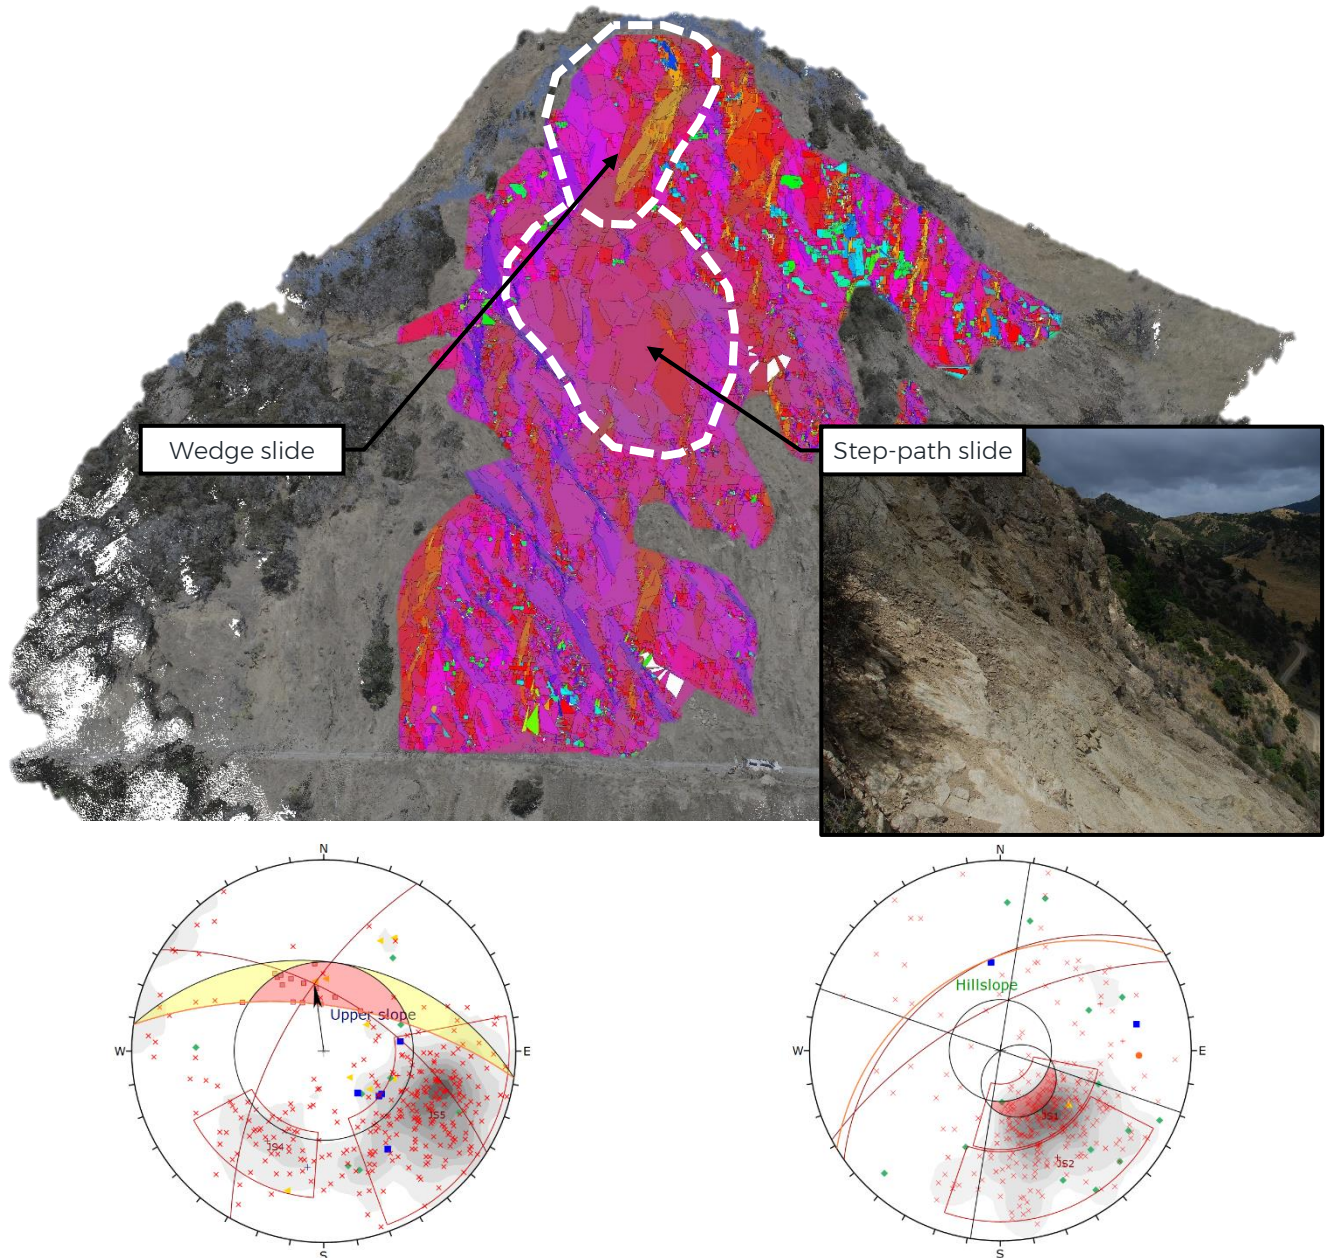 Wedge slide
Step-path slide
N
Upper slope
W
E
JS5
JS4
S
N
Hillslope
W
E
JS1
JS2
S